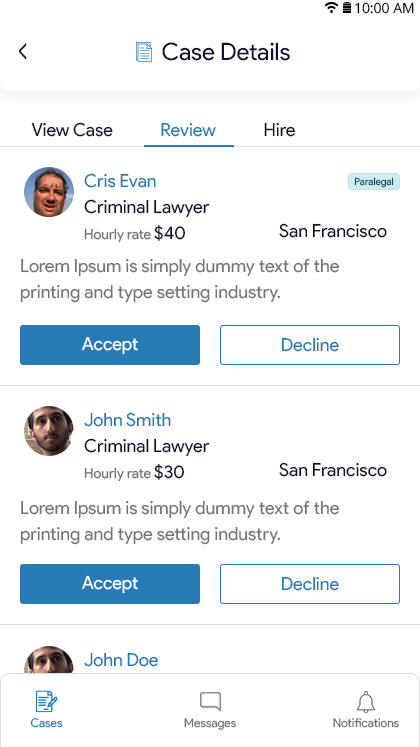 10:00 AM
Case Details
View Case Review Hire
Cris Evan Paralegal
Criminal Lawyer
Hourly rate $40 San Francisco
Lorem Ipsum is simply dummy text of the
printing and type setting industry.
Accept Decline
John Smith
Criminal Lawyer
Hourly rate $30 San Francisco
Lorem Ipsum is simply dummy text of the
printing and type setting industry.
Accept Decline
John Doe
Cases Messages Notifications